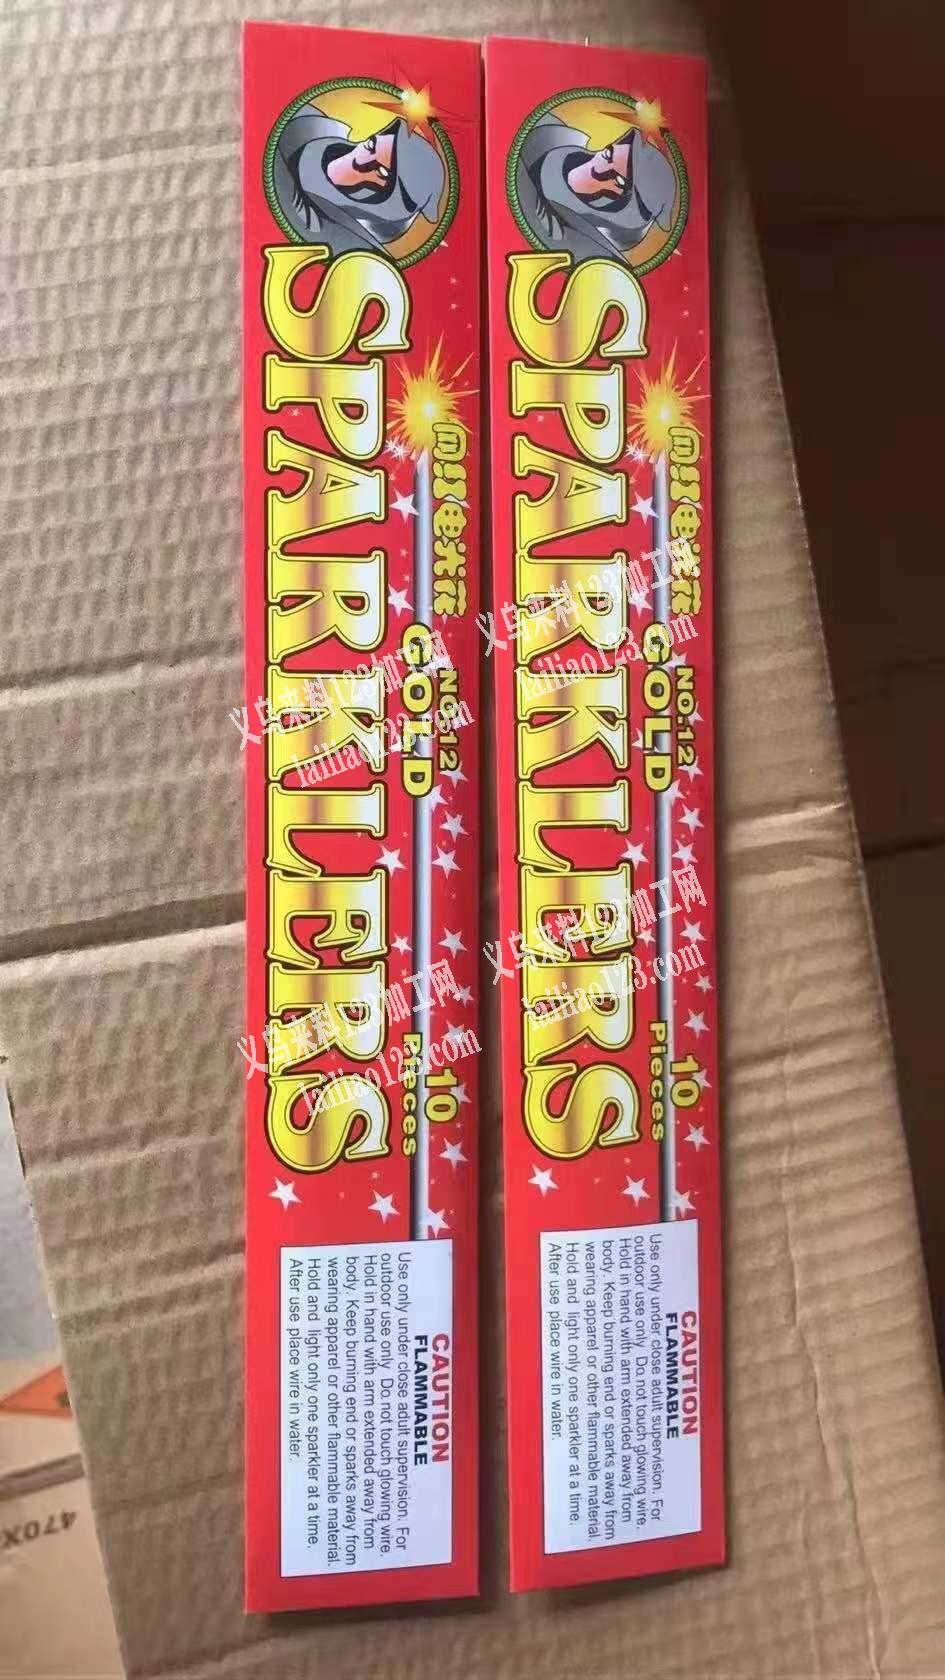 SPARKLERS
电光花
NO.12
GOLD
10
Pieces
CAUTION
FLAMMABLE
Use only under close adult supervision. For
outdoor use only. Do not touch glowing wire.
Hold in hand with arm extended away from
body. Keep burning end or sparks away from
wearing apparel or other flammable material.
Hold and light only one sparkler at a time.
After use place wire in water.
SPARKLERS
电光花
NO.12
GOLD
10
Pieces
CAUTION
FLAMMABLE
Use only under close adult supervision. For
outdoor use only. Do not touch glowing wire.
Hold in hand with arm extended away from
body. Keep burning end or sparks away from
wearing apparel or other flammable material.
Hold and light only one sparkler at a time.
After use place wire in water.
义乌来料123加工网
lailiao123.com
义乌来料123加工网
lailiao123.com
义乌来料123加工网
lailiao123.com
义乌来料123加工网
lailiao123.com
470X